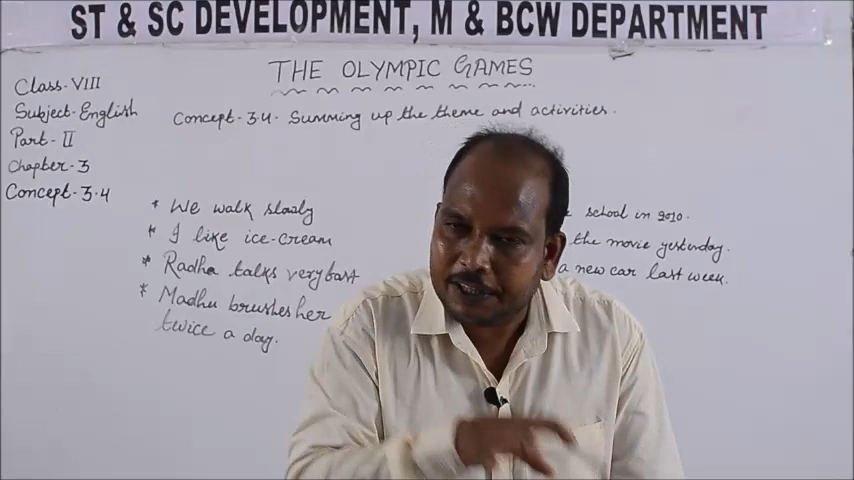 ST & SC DEVELOPMENT, M & BCW DEPARTMENT
THE OLYMPIC GAMES
Class-VIII
Subject-English
Part-II
Chapter-3
Concept-3.4
Concept-3.4- Summing up the theme and activities.
* We walk slowly
* I like ice-cream
* Radha talks very fast
* Madhu brushes her
twice a day.
school in 2010.
the movie yesterday.
a new car last week.